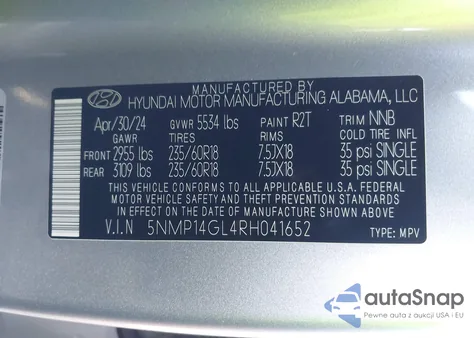 MANUFACTURED BY
HYUNDAI MOTOR MANUFACTURING ALABAMA, LLC
Apr/30/24 GVWR 5534 lbs PAINT R2T TRIM NNB
GAWR TIRES RIMS COLD TIRE INFL
FRONT 2955 lbs 235/60R18 7.5JX18 35 psi SINGLE
REAR 3109 lbs 235/60R18 7.5JX18 35 psi SINGLE
THIS VEHICLE CONFORMS TO ALL APPLICABLE U.S.A. FEDERAL
MOTOR VEHICLE SAFETY, BUMPER,
AND THEFT PREVENTION STANDARDS IN EFFECT ON THE
DATE OF MANUFACTURE SHOWN ABOVE.
V.I.N 5NMP14GL4RH041652 TYPE: MPV
autoSnap
Pewne auta z aukcji USA i EU